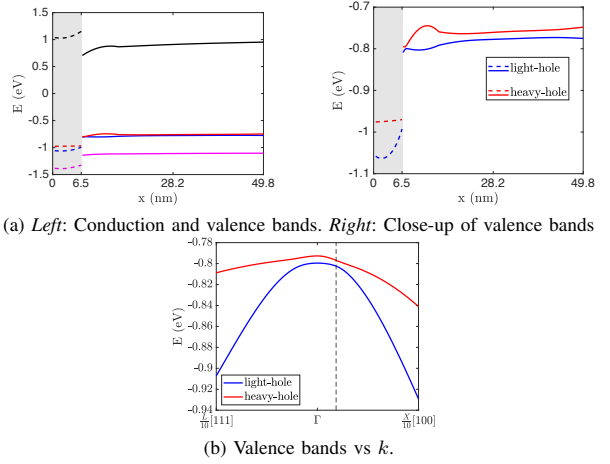 1
0.5
0
-0.5
-1
-1.5
E (eV)
0 6.5 28.2 49.8
x (nm)
-0.7
-0.8
-0.9
-1
-1.1
E (eV)
light-hole
heavy-hole
0 6.5 28.2 49.8
x (nm)
(a) Left: Conduction and valence bands. Right: Close-up of valence bands
-0.78
-0.8
-0.82
-0.84
-0.86
-0.88
-0.9
-0.92
-0.94
E (eV)
light-hole
heavy-hole
L/10 [111] Γ X/10 [100]
(b) Valence bands vs k.